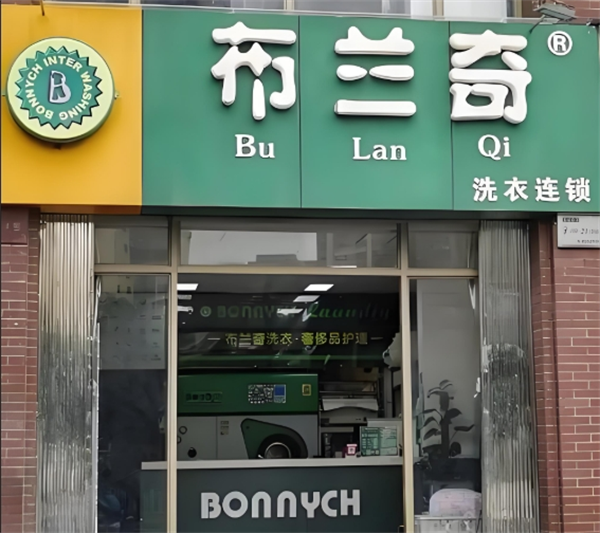 BONNYCH INTER WASHING
B
布兰奇®
Bu Lan Qi
洗衣连锁
BONNYCH Laundry
布兰奇洗衣·奢侈品护理
BONNYCH